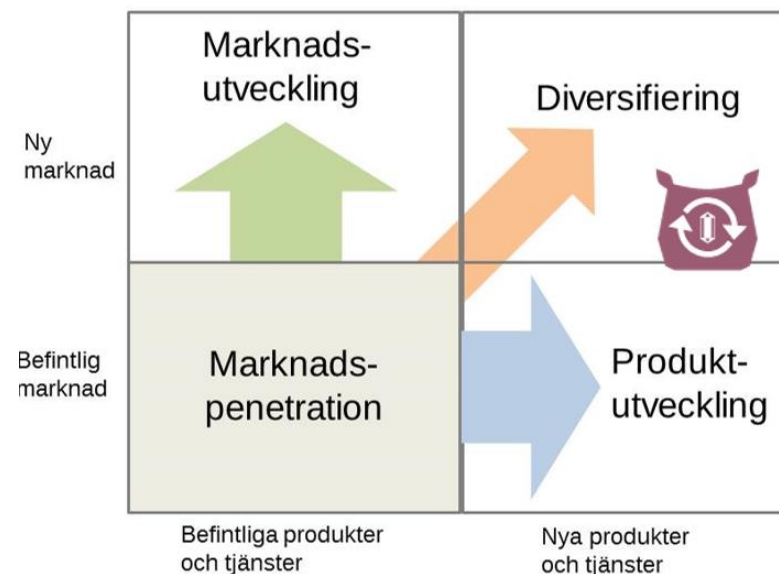 Marknads-
utveckling
Diversifiering
Ny
marknad
Befintlig
marknad
Marknads-
penetration
Produkt-
utveckling
Befintliga produkter
och tjänster
Nya produkter
och tjänster